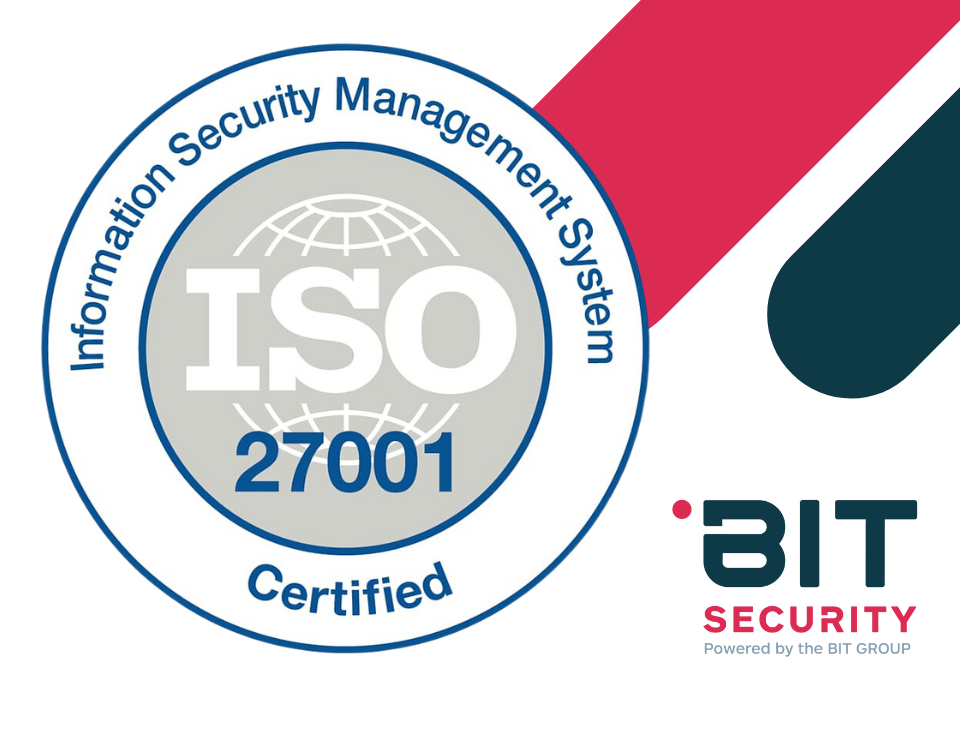 Information Security Management System
ISO
27001
Certified
BIT
SECURITY
Powered by the BIT GROUP